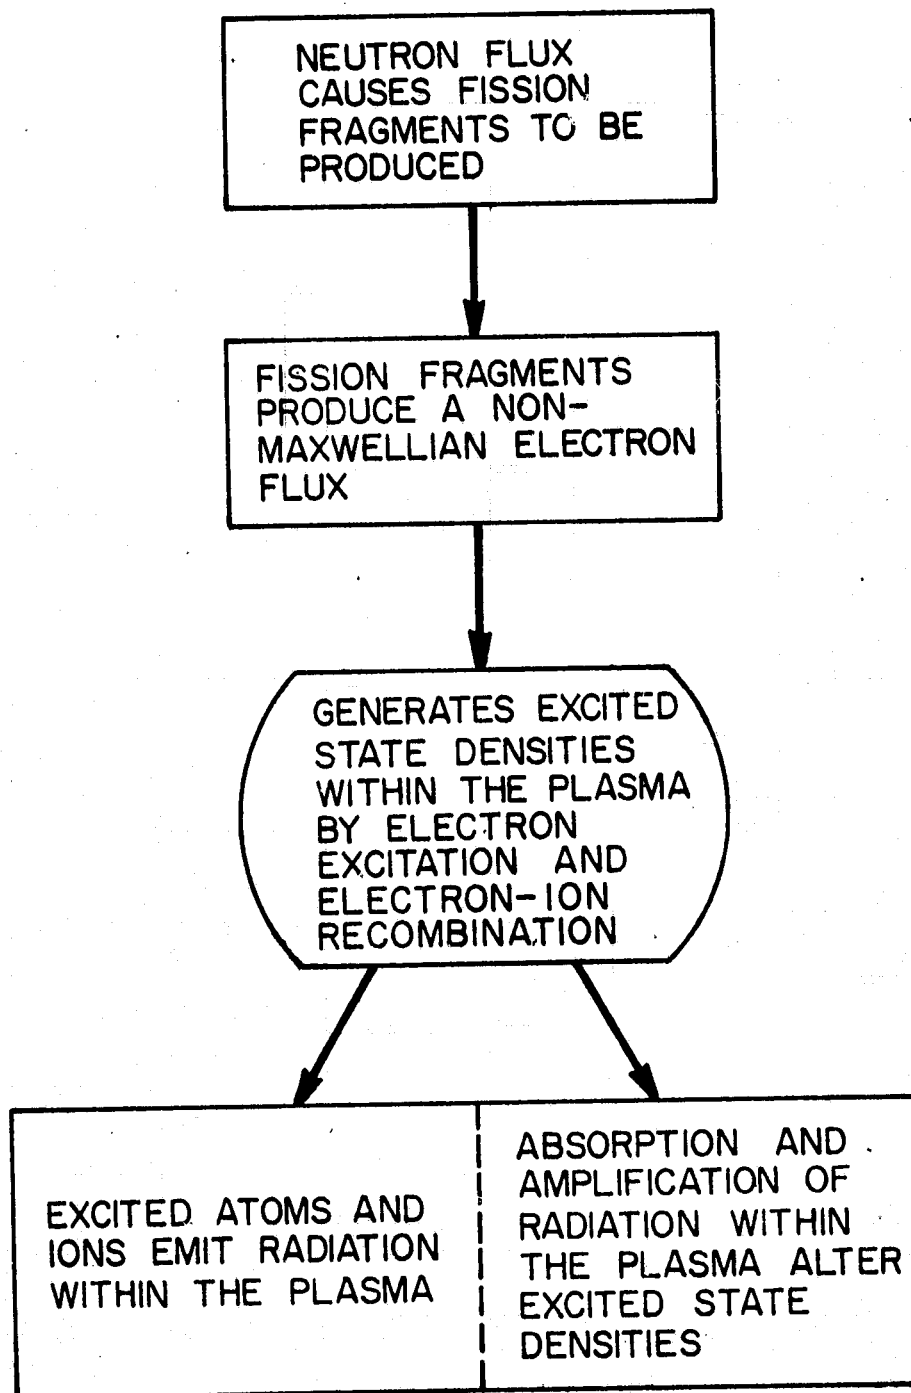 NEUTRON FLUX
CAUSES FISSION
FRAGMENTS TO BE
PRODUCED
FISSION FRAGMENTS
PRODUCE A NON-
MAXWELLIAN ELECTRON
FLUX
GENERATES EXCITED
STATE DENSITIES
WITHIN THE PLASMA
BY ELECTRON
EXCITATION AND
ELECTRON-ION
RECOMBINATION
EXCITED ATOMS AND
IONS EMIT RADIATION
WITHIN THE PLASMA
ABSORPTION AND
AMPLIFICATION OF
RADIATION WITHIN
THE PLASMA ALTER
EXCITED STATE
DENSITIES